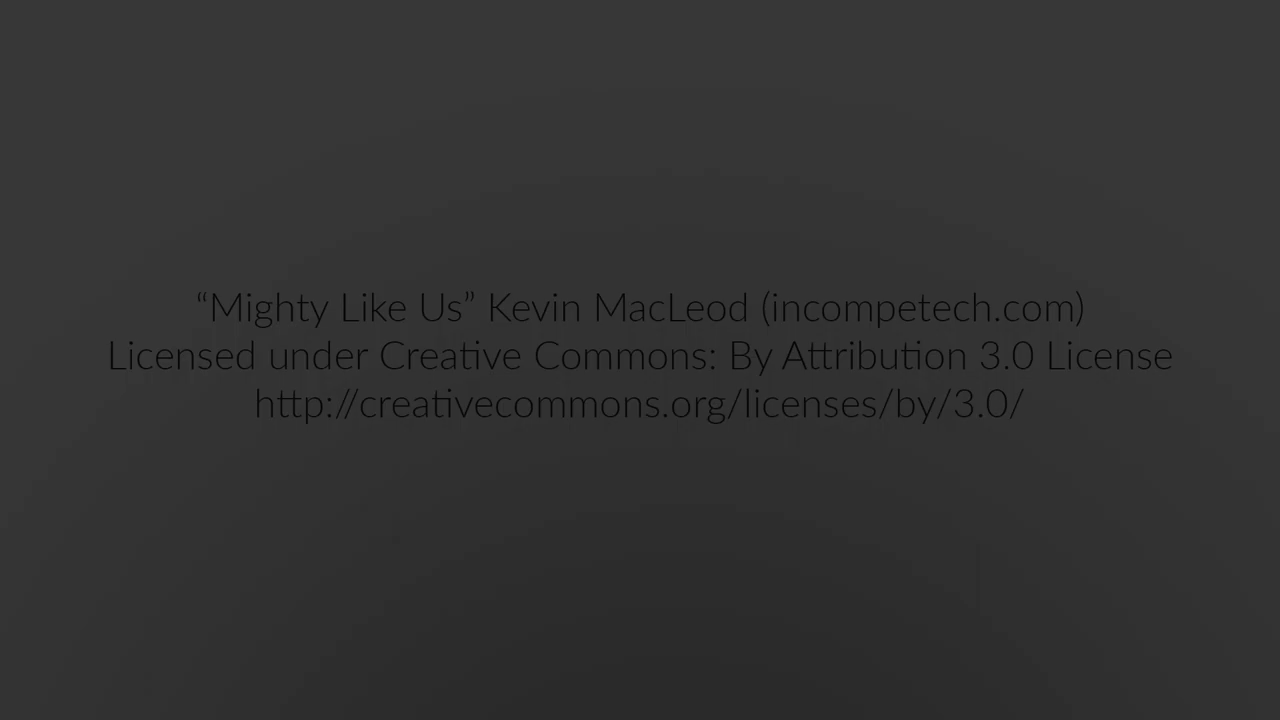 “Mighty Like Us” Kevin MacLeod (incompetech.com)
Licensed under Creative Commons: By Attribution 3.0 License
http://creativecommons.org/licenses/by/3.0/